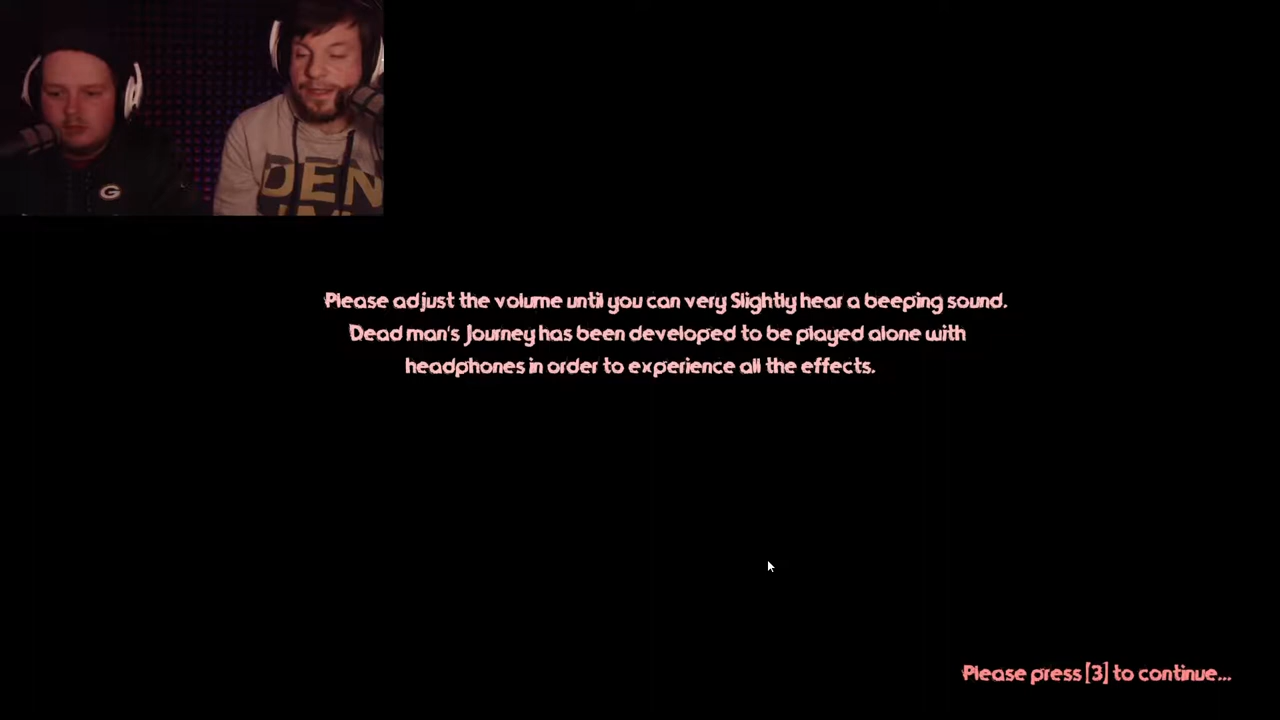 G
DEN
Please adjust the volume until you can very Slightly hear a beeping sound.
Dead man's Journey has been developed to be played alone with
headphones in order to experience all the effects.
Please press [3] to continue...